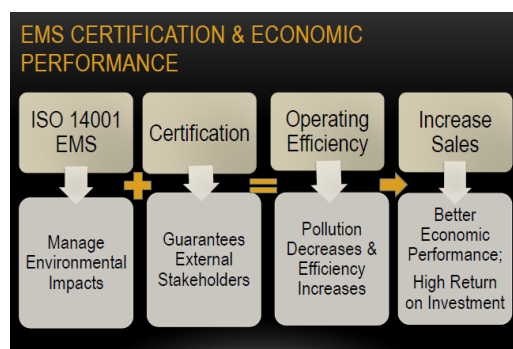 EMS CERTIFICATION & ECONOMIC
PERFORMANCE
ISO 14001
EMS
Certification
Operating
Efficiency
Increase
Sales
Manage
Environmental
Impacts
Guarantees
External
Stakeholders
Pollution
Decreases &
Efficiency
Increases
Better
Economic
Performance;
High Return
on Investment